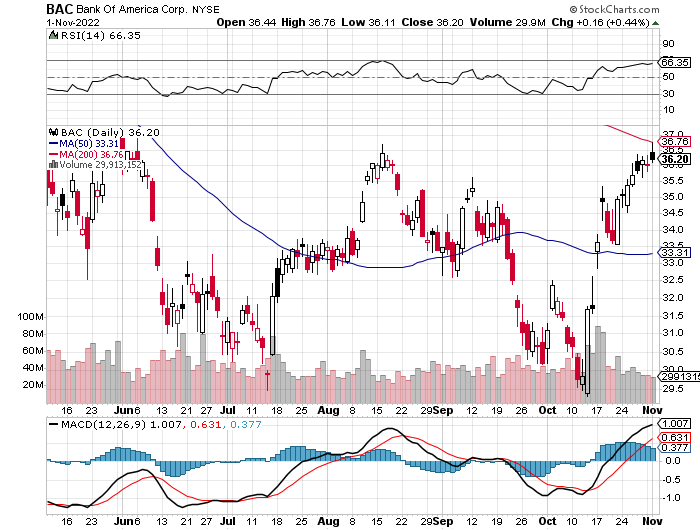 BAC Bank Of America Corp. NYSE
© StockCharts.com
1-Nov-2022
Open 36.44 High 36.76 Low 36.11 Close 36.20 Volume 29.9M Chg +0.16 (+0.44%)
RSI(14) 66.35
90
66.35
50
30
10
BAC (Daily) 36.20
MA(50) 33.31
MA(200) 36.76
Volume 29,913,152
37.0
36.76
36.5
36.20
35.5
35.0
34.5
34.0
33.5
33.31
33.0
32.5
32.0
31.5
31.0
30.5
30.0
2991315
29.5
100M
80M
60M
40M
20M
16 23 Jun 6 13 21 27 Jul 11 18 25 Aug 8 15 22 29 Sep 12 19 26 Oct 10 17 24 Nov
MACD(12,26,9) 1.007, 0.631, 0.377
1.007
0.631
0.377
0.0
-0.5
-1.0
16 23 Jun 6 13 21 27 Jul 11 18 25 Aug 8 15 22 29 Sep 12 19 26 Oct 10 17 24 Nov